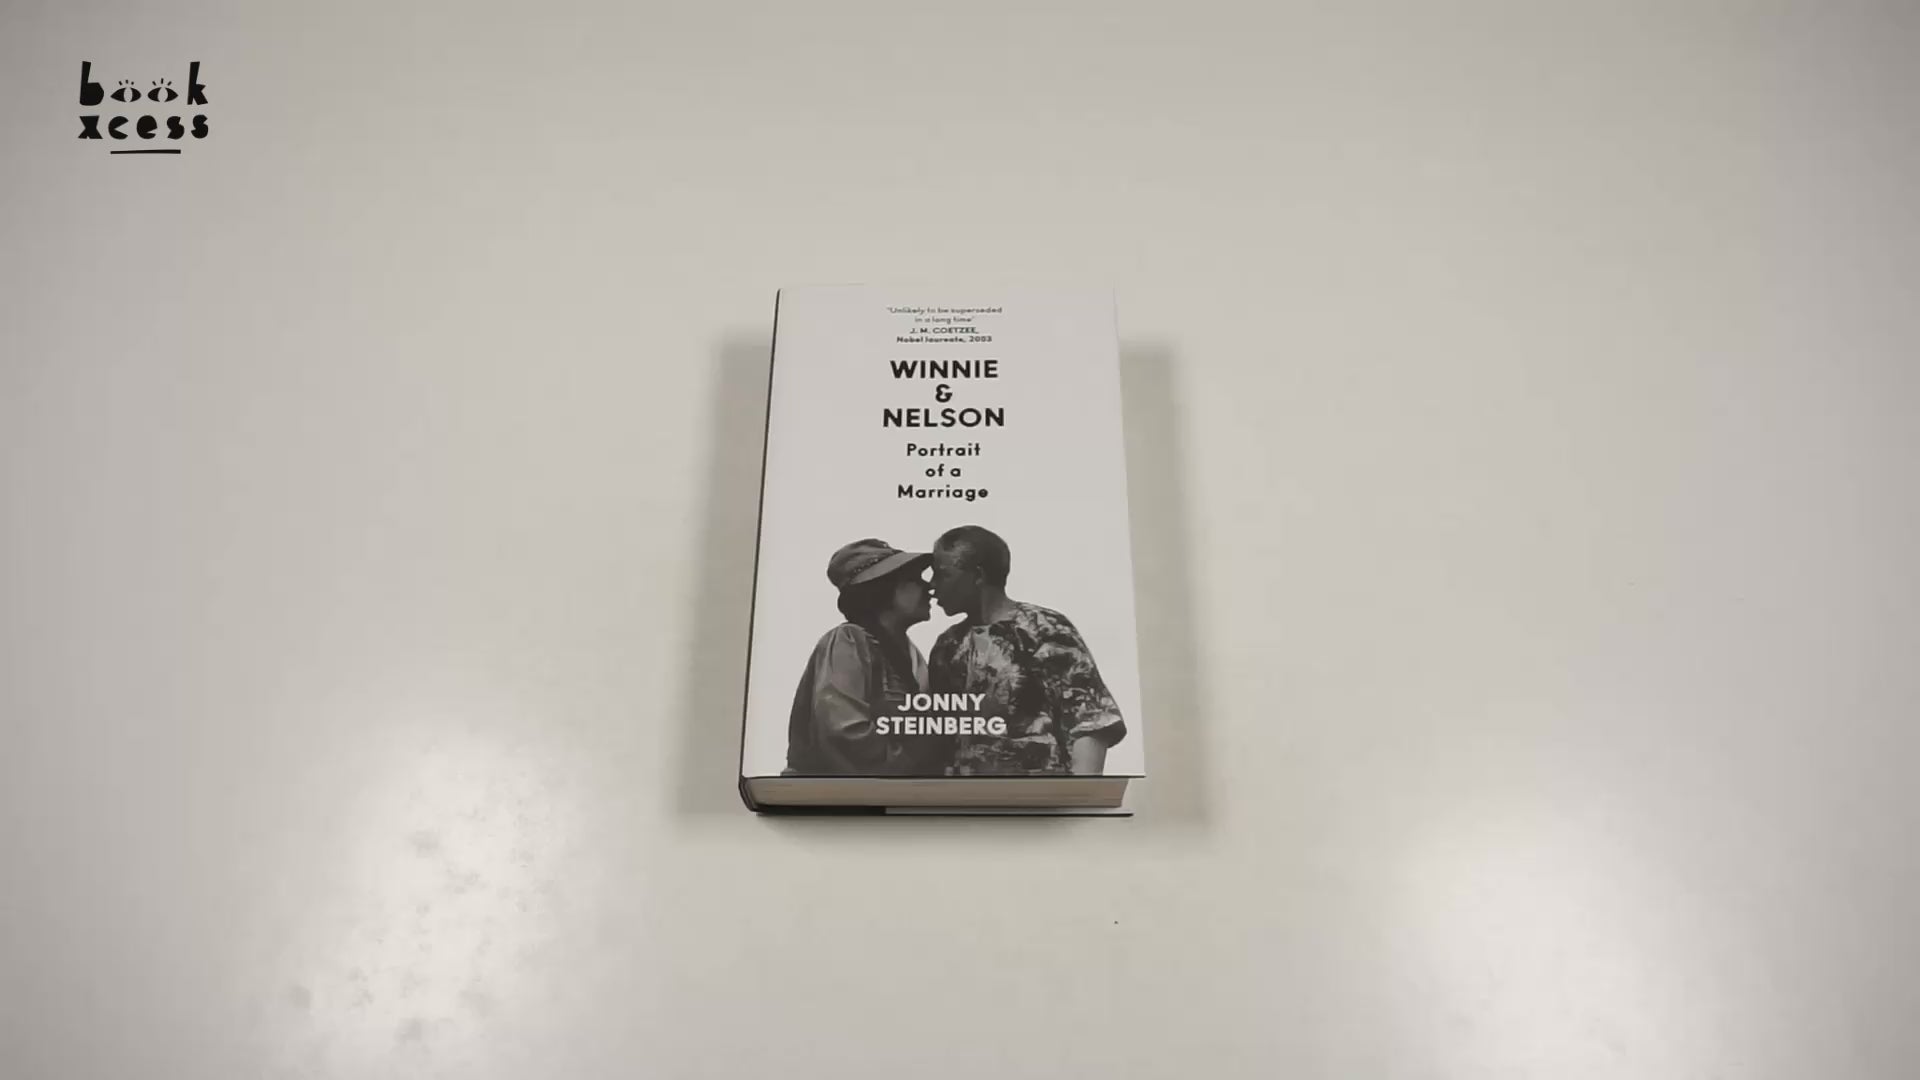 book
xcess
"Unlikely to be superseded
in a long time"
J. M. COETZEE,
Nobel laureate, 2003
WINNIE
&
NELSON
Portrait
of a
Marriage
JONNY
STEINBERG